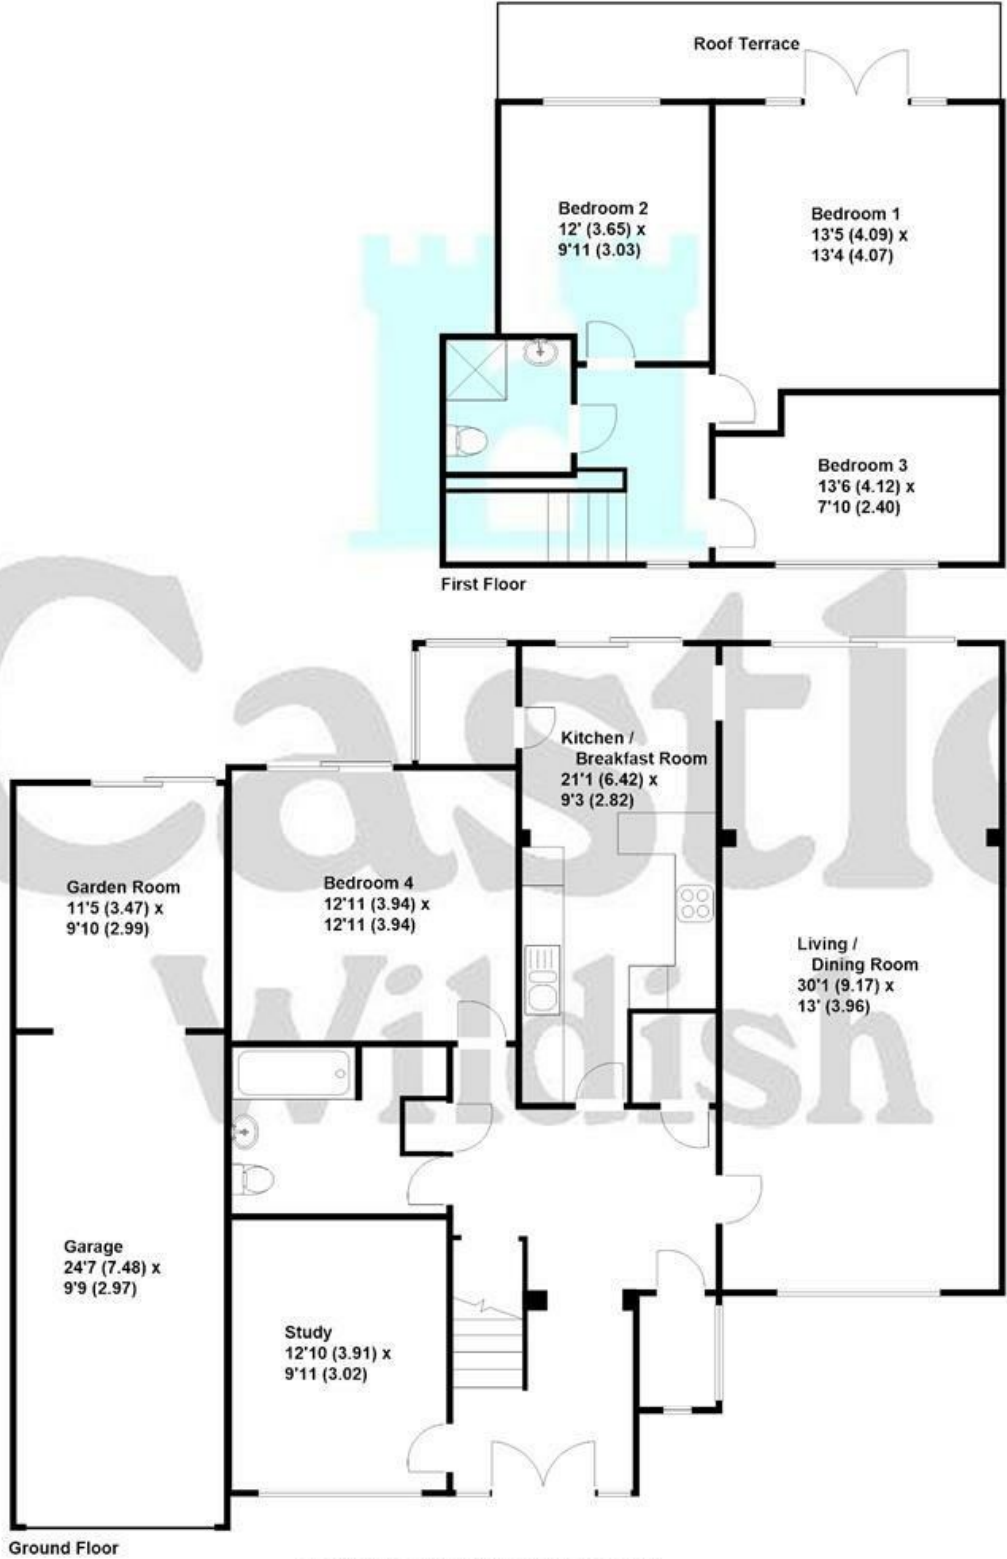 Roof Terrace
Bedroom 2
12' (3.65) x
9'11 (3.03)
Bedroom 1
13'5 (4.09) x
13'4 (4.07)
Bedroom 3
13'6 (4.12) x
7'10 (2.40)
First Floor
Kitchen /
Breakfast Room
21'1 (6.42) x
9'3 (2.82)
Garden Room
11'5 (3.47) x
9'10 (2.99)
Bedroom 4
12'11 (3.94) x
12'11 (3.94)
Living /
Dining Room
30'1 (9.17) x
13' (3.96)
Garage
24'7 (7.48) x
9'9 (2.97)
Study
12'10 (3.91) x
9'11 (3.02)
Ground Floor
Castle
Wildish